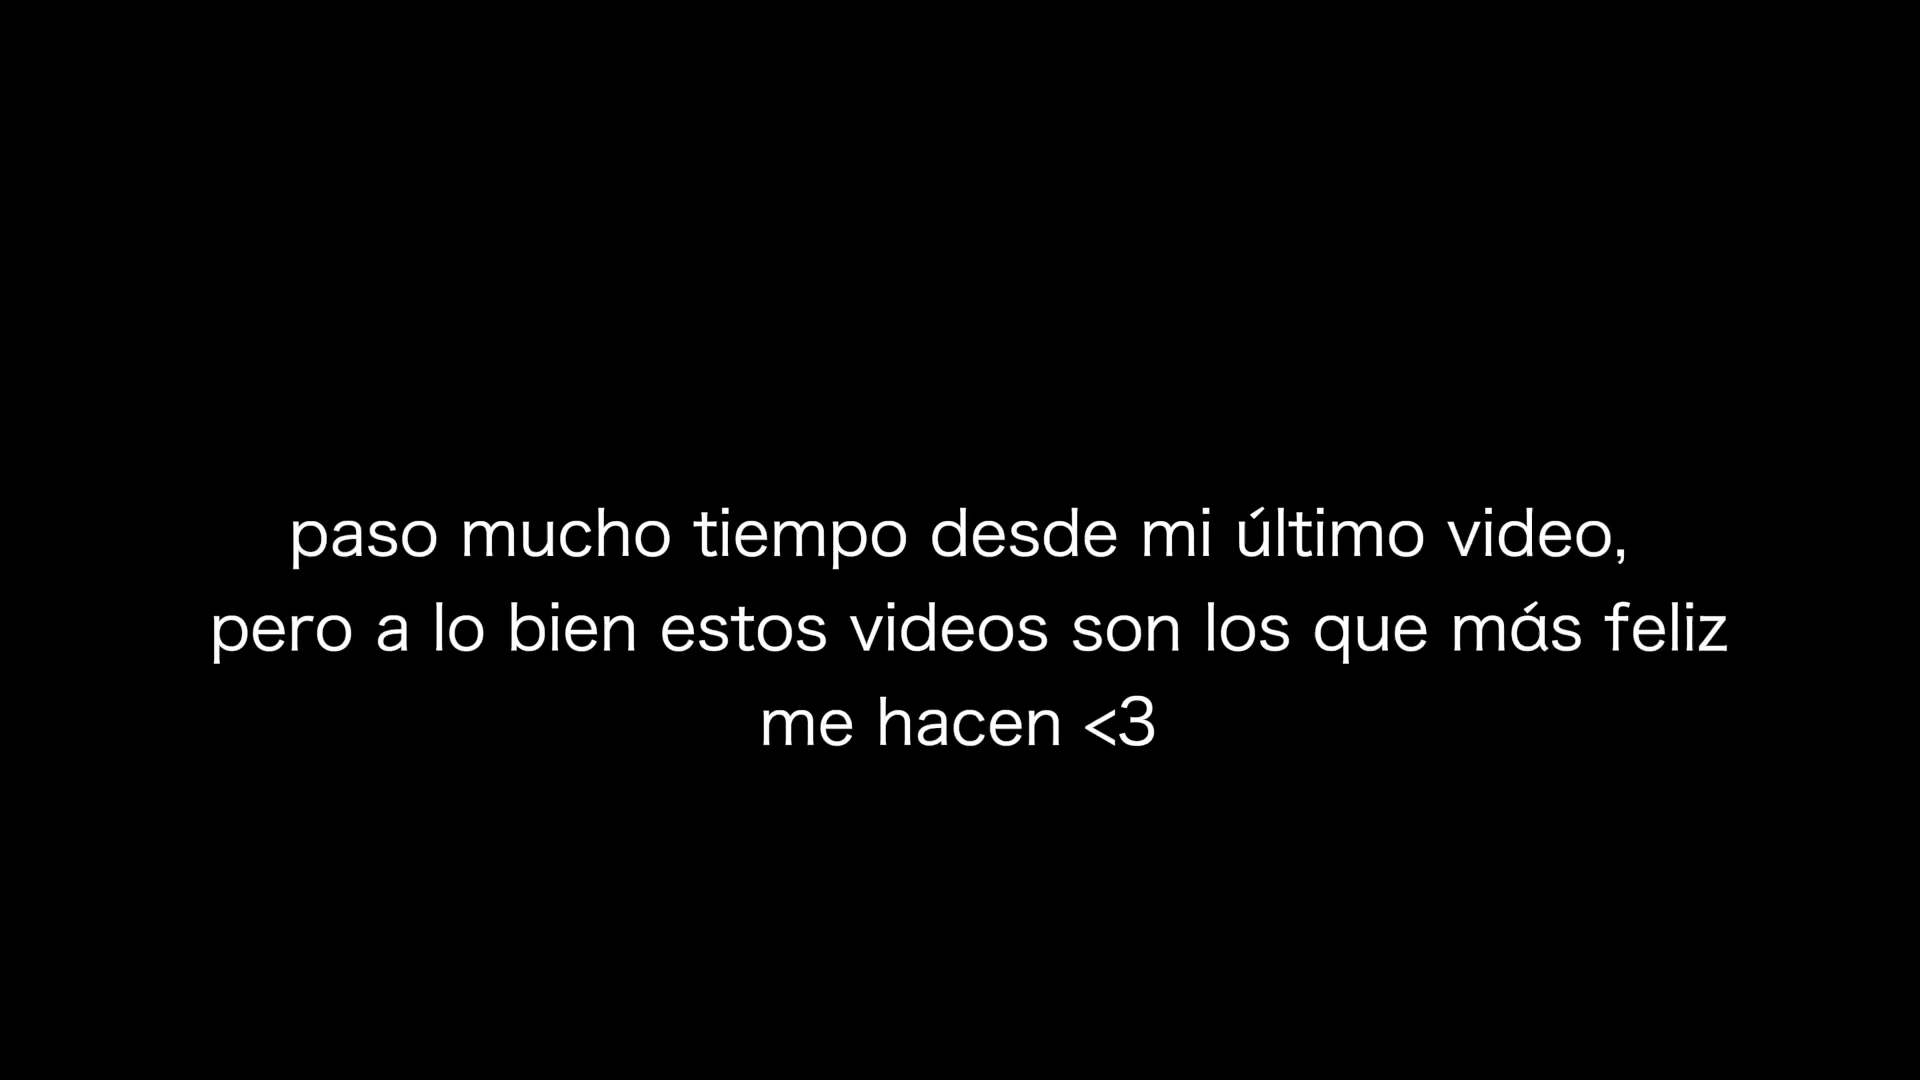 paso mucho tiempo desde mi último video,
pero a lo bien estos videos son los que más feliz
me hacen <3